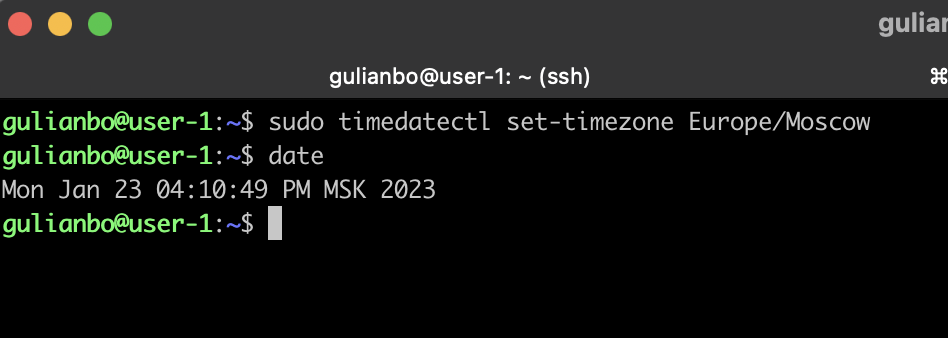 gulian
gulianbo@user-1: ~ (ssh)
⌘
gulianbo@user-1:~$ sudo timedatectl set-timezone Europe/Moscow
gulianbo@user-1:~$ date
Mon Jan 23 04:10:49 PM MSK 2023
gulianbo@user-1:~$